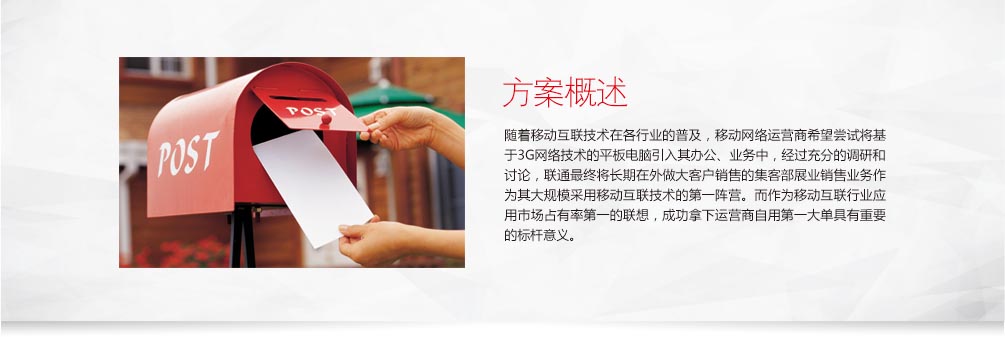 POST
POST
方案概述
随着移动互联技术在各行业的普及，移动网络运营商希望尝试将基
于3G网络技术的平板电脑引入其办公、业务中，经过充分的调研和
讨论，联通最终将长期在外做大客户销售的集客部展业销售业务作
为其大规模采用移动互联技术的第一阵营。而作为移动互联行业应
用市场占有率第一的联想，成功拿下运营商自用第一大单具有重要
的标杆意义。